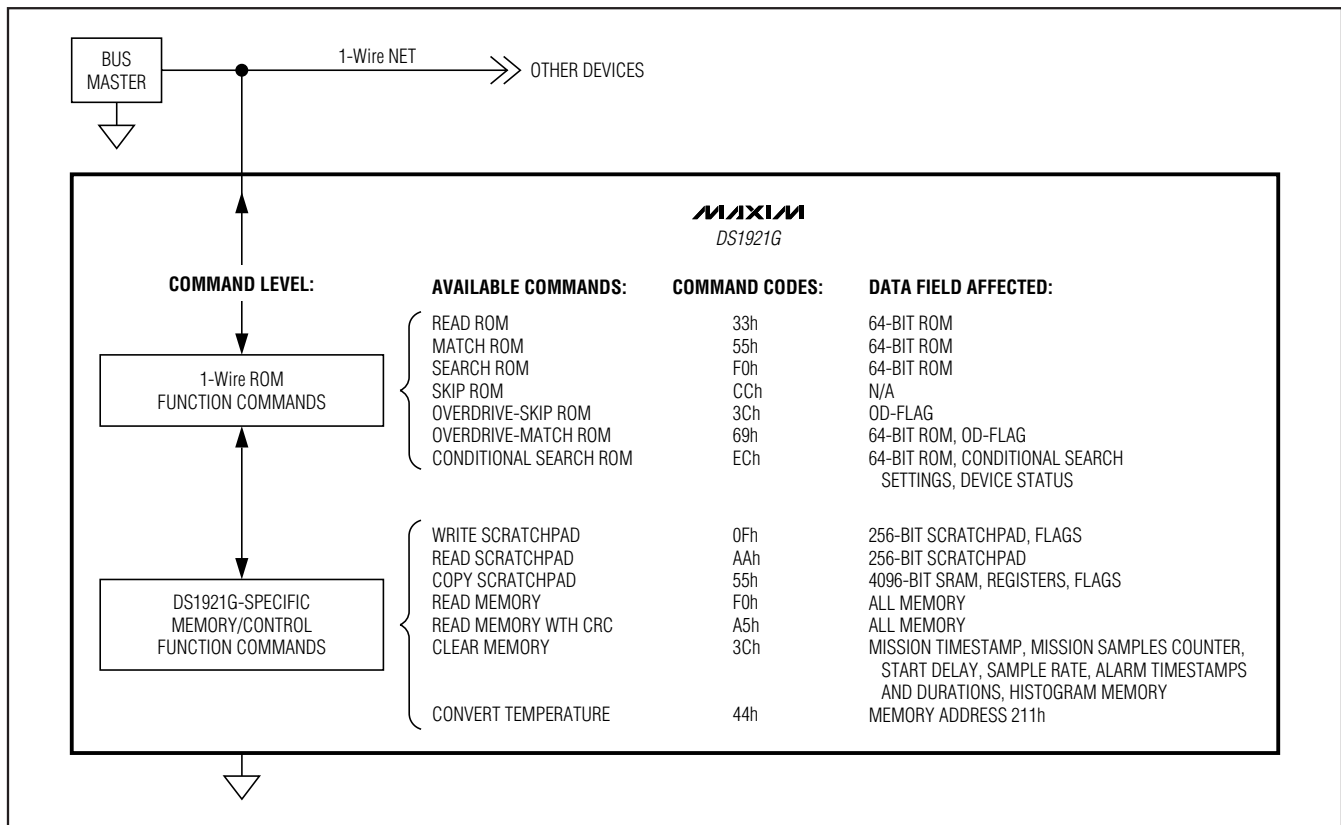 BUS
MASTER
1-Wire NET
OTHER DEVICES
MAXIM
DS1921G
COMMAND LEVEL: AVAILABLE COMMANDS: COMMAND CODES: DATA FIELD AFFECTED:
1-Wire ROM
FUNCTION COMMANDS
READ ROM 33h 64-BIT ROM
MATCH ROM 55h 64-BIT ROM
SEARCH ROM F0h 64-BIT ROM
SKIP ROM CCh N/A
OVERDRIVE-SKIP ROM 3Ch OD-FLAG
OVERDRIVE-MATCH ROM 69h 64-BIT ROM, OD-FLAG
CONDITIONAL SEARCH ROM ECh 64-BIT ROM, CONDITIONAL SEARCH
SETTINGS, DEVICE STATUS
DS1921G-SPECIFIC
MEMORY/CONTROL
FUNCTION COMMANDS
WRITE SCRATCHPAD 0Fh 256-BIT SCRATCHPAD, FLAGS
READ SCRATCHPAD AAh 256-BIT SCRATCHPAD
COPY SCRATCHPAD 55h 4096-BIT SRAM, REGISTERS, FLAGS
READ MEMORY F0h ALL MEMORY
READ MEMORY WTH CRC A5h ALL MEMORY
CLEAR MEMORY 3Ch MISSION TIMESTAMP, MISSION SAMPLES COUNTER,
START DELAY, SAMPLE RATE, ALARM TIMESTAMPS
AND DURATIONS, HISTOGRAM MEMORY
CONVERT TEMPERATURE 44h MEMORY ADDRESS 211h